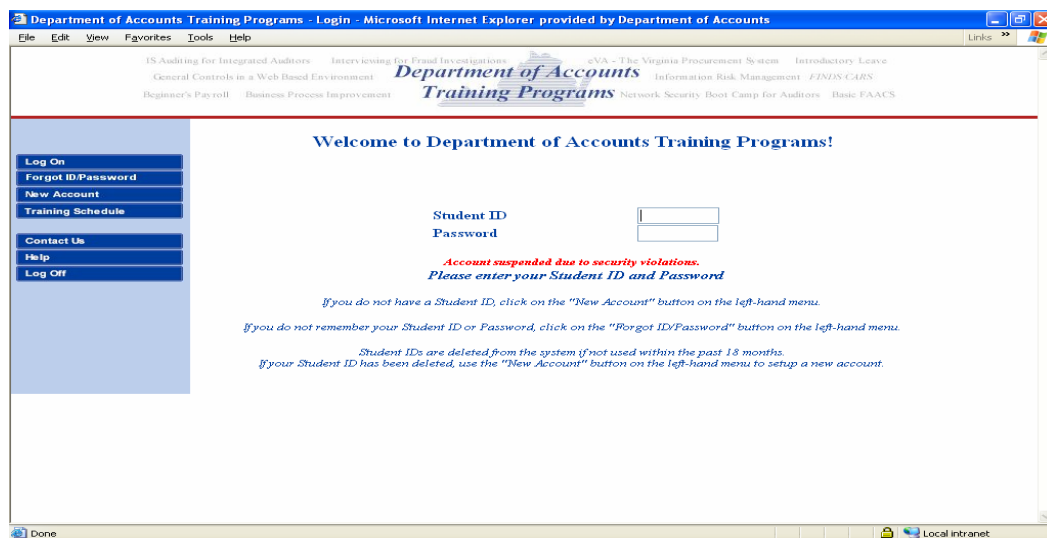 Department of Accounts Training Programs - Login - Microsoft Internet Explorer provided by Department of Accounts
File Edit View Favorites Tools Help Links »
IS Auditing for Integrated Auditors Interviewing for Fraud Investigations eVA - The Virginia Procurement System Introductory Leave
General Controls in a Web Based Environment Department of Accounts Information Risk Management FINDS CARS
Beginner's Payroll Business Process Improvement Training Programs Network Security Boot Camp for Auditors Basic FAACS
Welcome to Department of Accounts Training Programs!
Log On
Forgot ID/Password
New Account
Training Schedule
Contact Us
Help
Log Off
Student ID
Password
Account suspended due to security violations.
Please enter your Student ID and Password
If you do not have a Student ID, click on the "New Account" button on the left-hand menu.
If you do not remember your Student ID or Password, click on the "Forgot ID/Password" button on the left-hand menu.
Student IDs are deleted from the system if not used within the past 18 months.
If your Student ID has been deleted, use the "New Account" button on the left-hand menu to setup a new account.
Done Local intranet